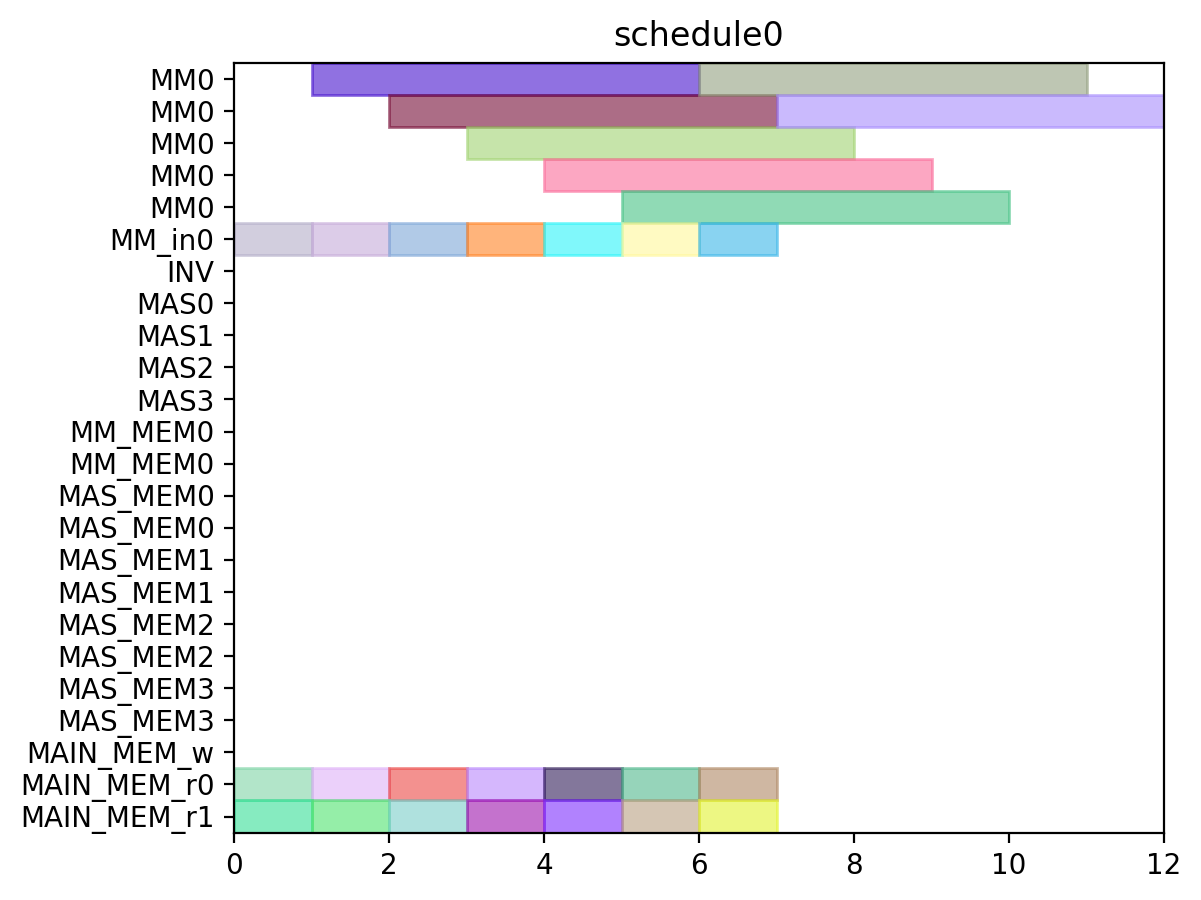 schedule0
MM0
MM0
MM0
MM0
MM0
MM_in0
INV
MAS0
MAS1
MAS2
MAS3
MM_MEM0
MM_MEM0
MAS_MEM0
MAS_MEM0
MAS_MEM1
MAS_MEM1
MAS_MEM2
MAS_MEM2
MAS_MEM3
MAS_MEM3
MAIN_MEM_w
MAIN_MEM_r0
MAIN_MEM_r1
0 2 4 6 8 10 12